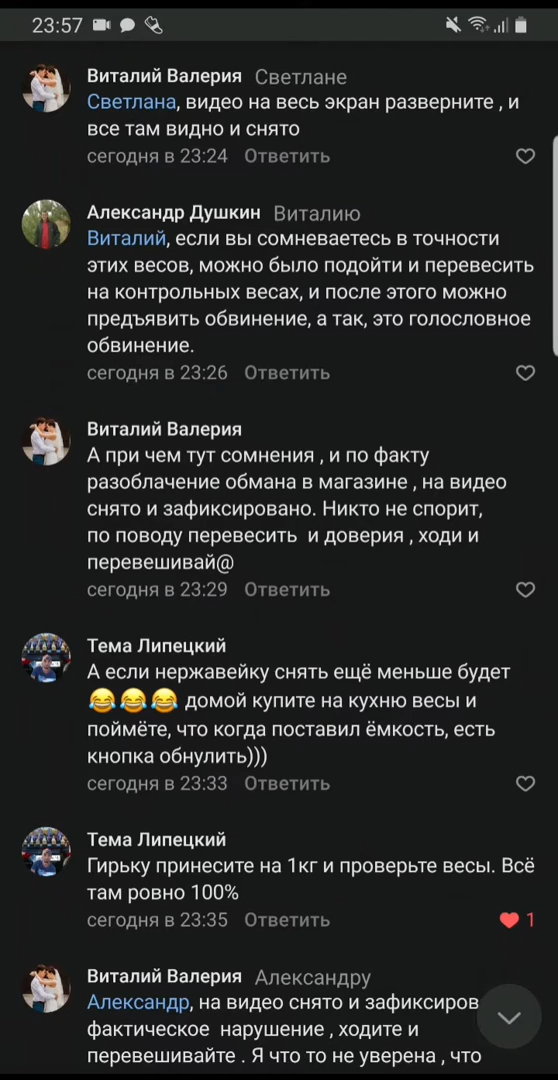 23:57
Виталий Валерия Светлане
Светлана, видео на весь экран разверните , и
все там видно и снято
сегодня в 23:24 Ответить
Александр Душкин Виталию
Виталий, если вы сомневаетесь в точности
этих весов, можно было подойти и перевесить
на контрольных весах, и после этого можно
предъявить обвинение, а так, это голословное
обвинение.
сегодня в 23:26 Ответить
Виталий Валерия
А при чем тут сомнения , и по факту
разоблачение обмана в магазине , на видео
снято и зафиксировано. Никто не спорит,
по поводу перевесить и доверия , ходи и
перевешивай@
сегодня в 23:29 Ответить
Тема Липецкий
А если нержавейку снять ещё меньше будет
😂😂😂 домой купите на кухню весы и
поймёте, что когда поставил ёмкость, есть
кнопка обнулить)))
сегодня в 23:33 Ответить
Тема Липецкий
Гирьку принесите на 1кг и проверьте весы. Всё
там ровно 100%
сегодня в 23:35 Ответить 1
Виталий Валерия Александру
Александр, на видео снято и зафиксиров
фактическое нарушение , ходите и
перевешивайте . Я что то не уверена , что